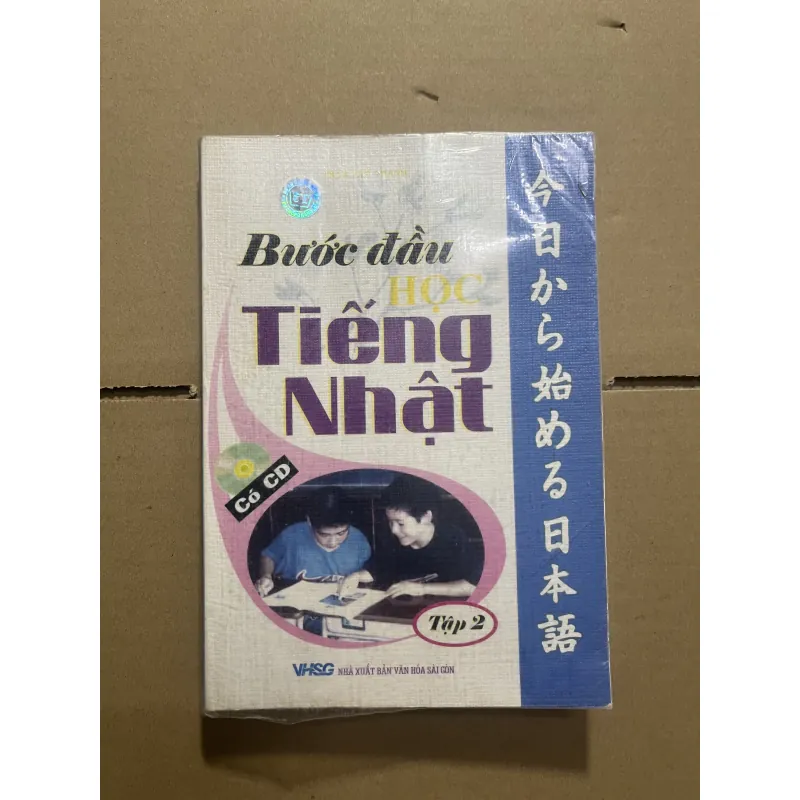 Bước đầu
HỌC
Tiếng
Nhật
Có CD
Tập 2
VHSG NHÀ XUẤT BẢN VĂN HÓA SÀI GÒN
今日から始める日本語